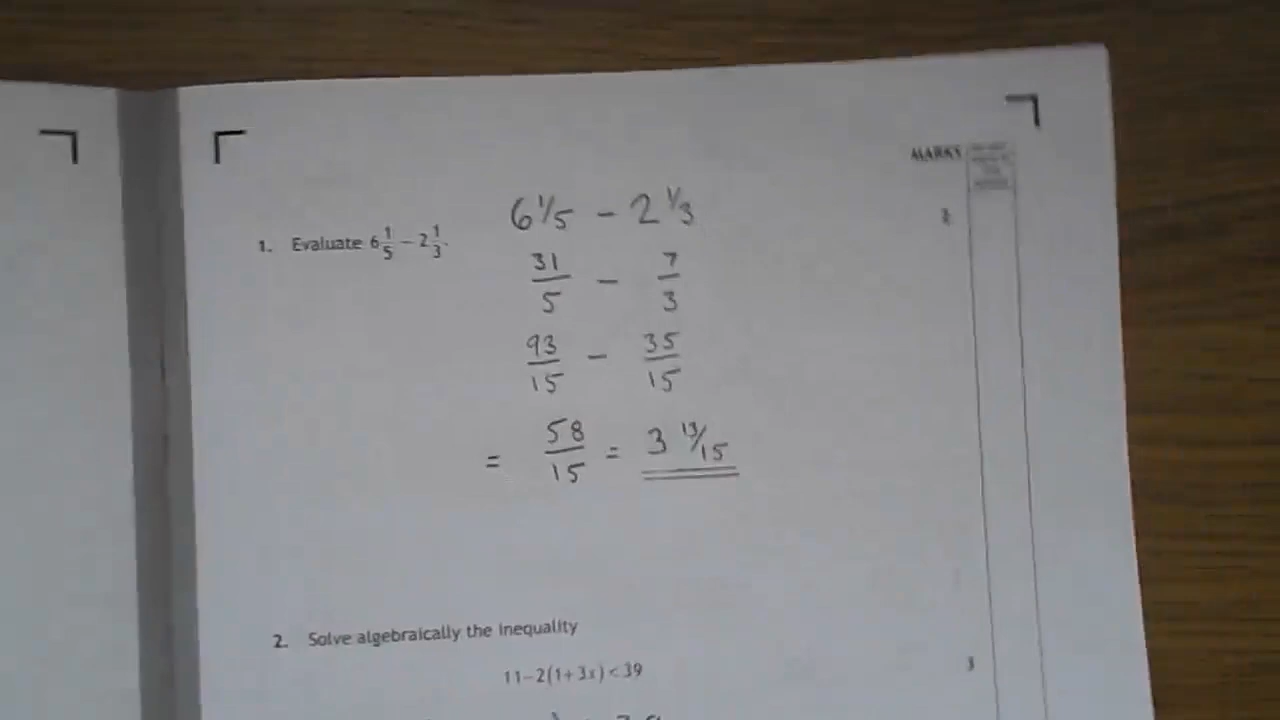 MARKS
6 1/5 - 2 1/3
2
1. Evaluate 6 1/5 - 2 1/3.
31/5 - 7/3
93/15 - 35/15
= 58/15 = 3 13/15
2. Solve algebraically the inequality
11-2(1+3x)<39
3